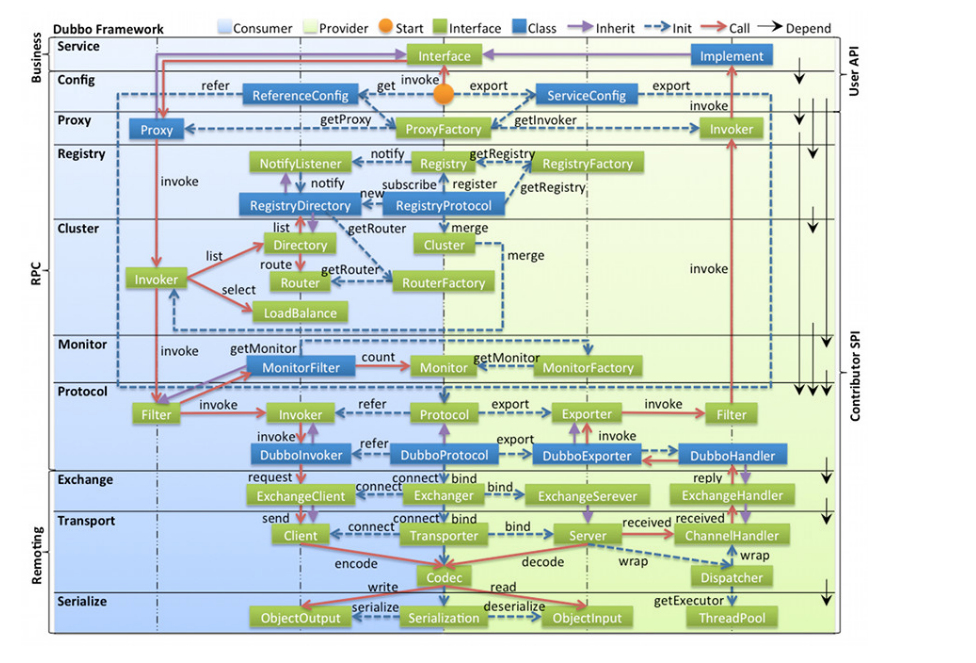 Dubbo Framework
Consumer
Provider
Start
Interface
Class
Inherit
Init
Call
Depend
Business
Service
Interface
Implement
User API
Config
refer
ReferenceConfig
get
invoke
export
ServiceConfig
export
invoke
Proxy
Proxy
getProxy
ProxyFactory
getInvoker
Invoker
RPC
Registry
NotifyListener
notify
Registry
getRegistry
RegistryFactory
invoke
notify
subscribe
register
getRegistry
new
RegistryDirectory
RegistryProtocol
Cluster
list
getRouter
merge
Directory
Cluster
list
merge
route
getRouter
invoke
Invoker
Router
RouterFactory
select
LoadBalance
Monitor
invoke
getMonitor
count
getMonitor
MonitorFilter
Monitor
MonitorFactory
Contributor SPI
Protocol
Filter
invoke
Invoker
refer
Protocol
export
Exporter
invoke
Filter
invoke
refer
export
invoke
DubboInvoker
DubboProtocol
DubboExporter
DubboHandler
Remoting
Exchange
request
connect
bind
reply
connect
bind
ExchangeClient
Exchanger
ExchangeSerever
ExchangeHandler
Transport
send
connect
bind
received
received
connect
bind
Client
Transporter
Server
ChannelHandler
encode
decode
wrap
wrap
Codec
Dispatcher
write
read
Serialize
serialize
deserialize
getExecutor
ObjectOutput
Serialization
ObjectInput
ThreadPool